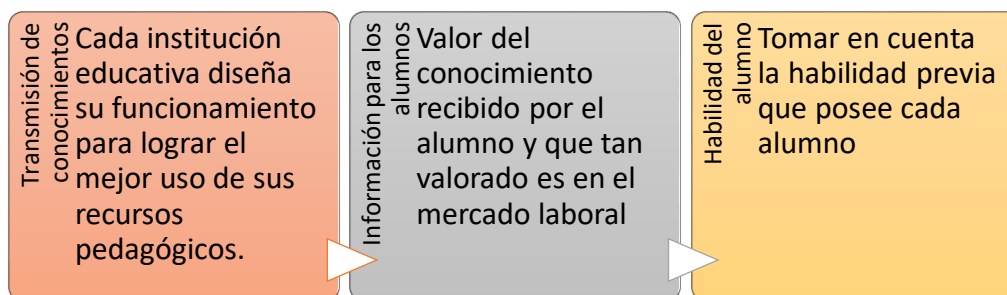 Transmisión de
conocimientos
Cada institución
educativa diseña
su funcionamiento
para lograr el
mejor uso de sus
recursos
pedagógicos.
Información para los
alumnos
Valor del
conocimiento
recibido por el
alumno y que tan
valorado es en el
mercado laboral
Habilidad del
alumno
Tomar en cuenta
la habilidad previa
que posee cada
alumno